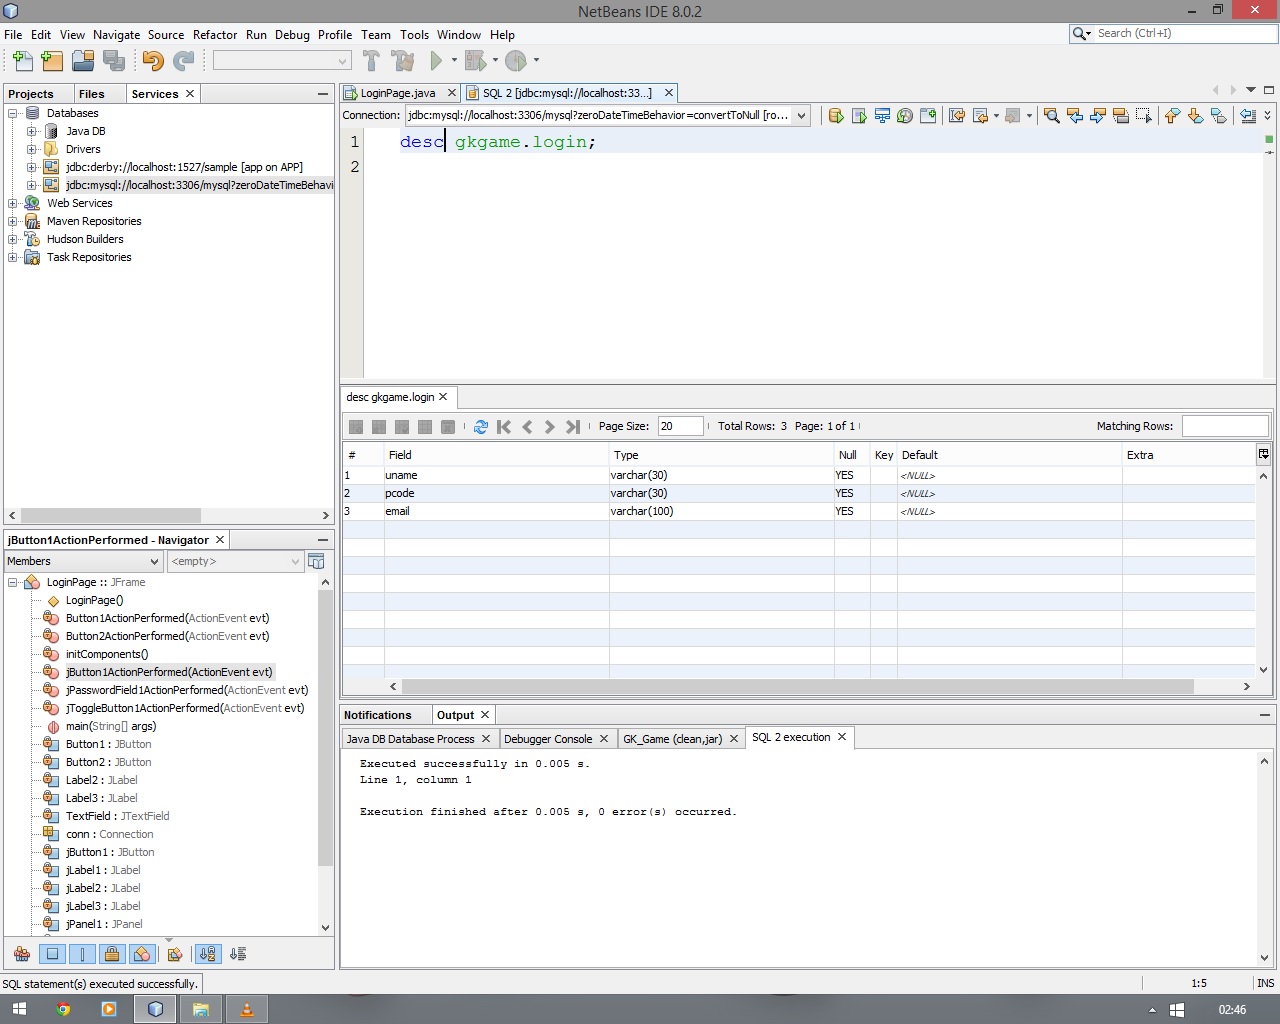 NetBeans IDE 8.0.2
File Edit View Navigate Source Refactor Run Debug Profile Team Tools Window Help
Search (Ctrl+I)
Projects Files Services
Databases
Java DB
Drivers
jdbc:derby://localhost:1527/sample [app on APP]
jdbc:mysql://localhost:3306/mysql?zeroDateTimeBehavi
Web Services
Maven Repositories
Hudson Builders
Task Repositories
LoginPage.java SQL 2 [jdbc:mysql://localhost:33...]
Connection: jdbc:mysql://localhost:3306/mysql?zeroDateTimeBehavior=convertToNull [ro...
1 desc gkgame.login;
2
desc gkgame.login
Page Size: 20 Total Rows: 3 Page: 1 of 1 Matching Rows:
# Field Type Null Key Default Extra
1 uname varchar(30) YES <NULL>
2 pcode varchar(30) YES <NULL>
3 email varchar(100) YES <NULL>
jButton1ActionPerformed - Navigator
Members <empty>
LoginPage :: JFrame
LoginPage()
Button1ActionPerformed(ActionEvent evt)
Button2ActionPerformed(ActionEvent evt)
initComponents()
jButton1ActionPerformed(ActionEvent evt)
jPasswordField1ActionPerformed(ActionEvent evt)
jToggleButton1ActionPerformed(ActionEvent evt)
main(String[] args)
Button1 : JButton
Button2 : JButton
Label2 : JLabel
Label3 : JLabel
TextField : JTextField
conn : Connection
jButton1 : JButton
jLabel1 : JLabel
jLabel2 : JLabel
jLabel3 : JLabel
jPanel1 : JPanel
Notifications Output
Java DB Database Process Debugger Console GK_Game (clean,jar) SQL 2 execution
Executed successfully in 0.005 s.
Line 1, column 1
Execution finished after 0.005 s, 0 error(s) occurred.
SQL statement(s) executed successfully.
1:5 INS
02:46